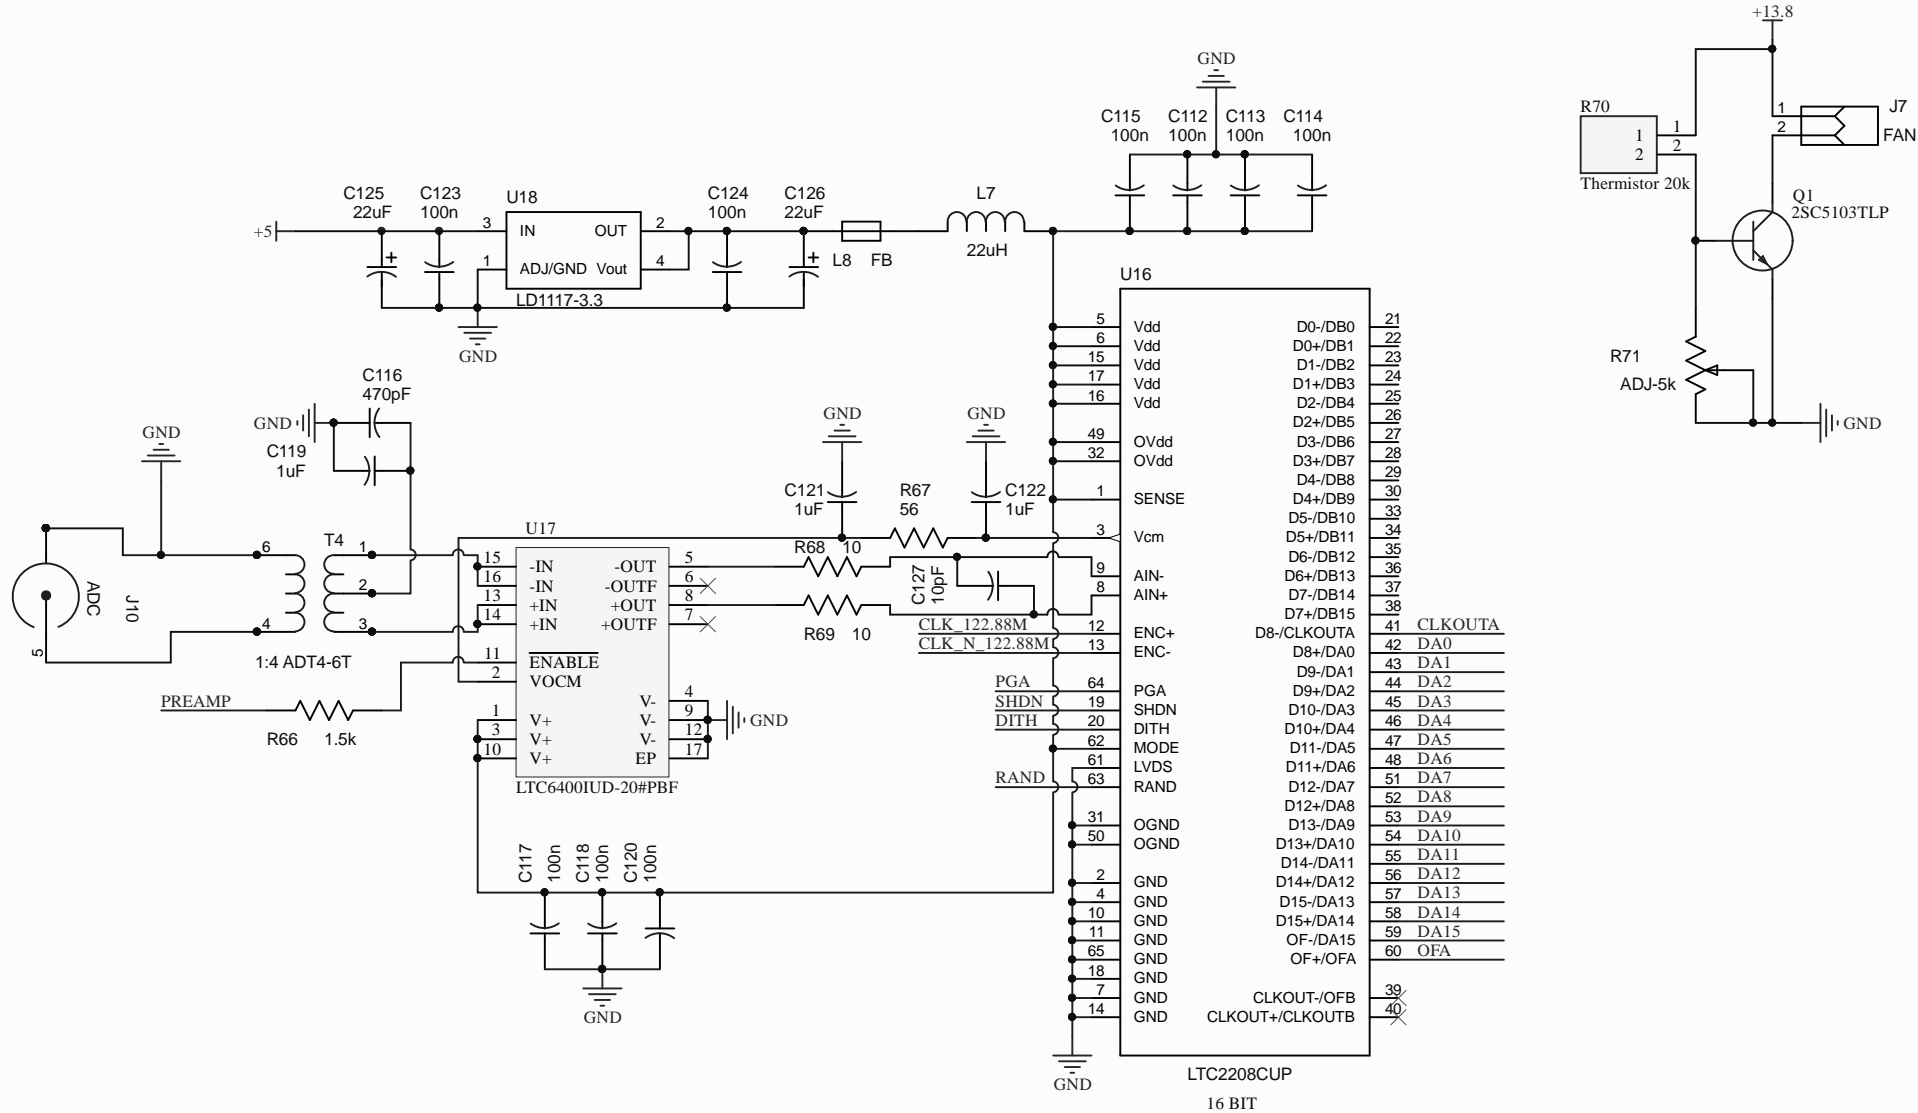 +13.8
R70
1
2
1
2
Thermistor 20k
1
2
J7
FAN
Q1
2SC5103TLP
R71
ADJ-5k
GND
GND
C115
100n
C112
100n
C113
100n
C114
100n
+5
C125
22uF
+
C123
100n
U18
3
IN
OUT
2
1
ADJ/GND
Vout
4
LD1117-3.3
GND
C124
100n
C126
22uF
+
L8
FB
L7
22uH
C116
470pF
GND
C119
1uF
GND
ADC
J10
5
6
4
T4
1
2
3
1:4 ADT4-6T
PREAMP
R66
1.5k
U17
15
-IN
16
-IN
13
+IN
14
+IN
11
ENABLE
2
VOCM
1
V+
3
V+
10
V+
-OUT
5
-OUTF
6
+OUT
8
+OUTF
7
V-
4
V-
9
V-
12
EP
17
GND
LTC6400IUD-20#PBF
C117
100n
C118
100n
C120
100n
GND
GND
C121
1uF
R67
56
GND
C122
1uF
R68
10
R69
10
C127
10pF
CLK_122.88M
CLK_N_122.88M
PGA
SHDN
DITH
RAND
U16
5
Vdd
6
Vdd
15
Vdd
17
Vdd
16
Vdd
49
OVdd
32
OVdd
1
SENSE
3
Vcm
9
AIN-
8
AIN+
12
ENC+
13
ENC-
64
PGA
19
SHDN
20
DITH
62
MODE
61
LVDS
63
RAND
31
OGND
50
OGND
2
GND
4
GND
10
GND
11
GND
65
GND
18
GND
7
GND
14
GND
GND
D0-/DB0
21
D0+/DB1
22
D1-/DB2
23
D1+/DB3
24
D2-/DB4
25
D2+/DB5
26
D3-/DB6
27
D3+/DB7
28
D4-/DB8
29
D4+/DB9
30
D5-/DB10
33
D5+/DB11
34
D6-/DB12
35
D6+/DB13
36
D7-/DB14
37
D7+/DB15
38
D8-/CLKOUTA
41
CLKOUTA
D8+/DA0
42
DA0
D9-/DA1
43
DA1
D9+/DA2
44
DA2
D10-/DA3
45
DA3
D10+/DA4
46
DA4
D11-/DA5
47
DA5
D11+/DA6
48
DA6
D12-/DA7
51
DA7
D12+/DA8
52
DA8
D13-/DA9
53
DA9
D13+/DA10
54
DA10
D14-/DA11
55
DA11
D14+/DA12
56
DA12
D15-/DA13
57
DA13
D15+/DA14
58
DA14
OF-/DA15
59
DA15
OF+/OFA
60
OFA
CLKOUT-/OFB
39
CLKOUT+/CLKOUTB
40
LTC2208CUP
16 BIT